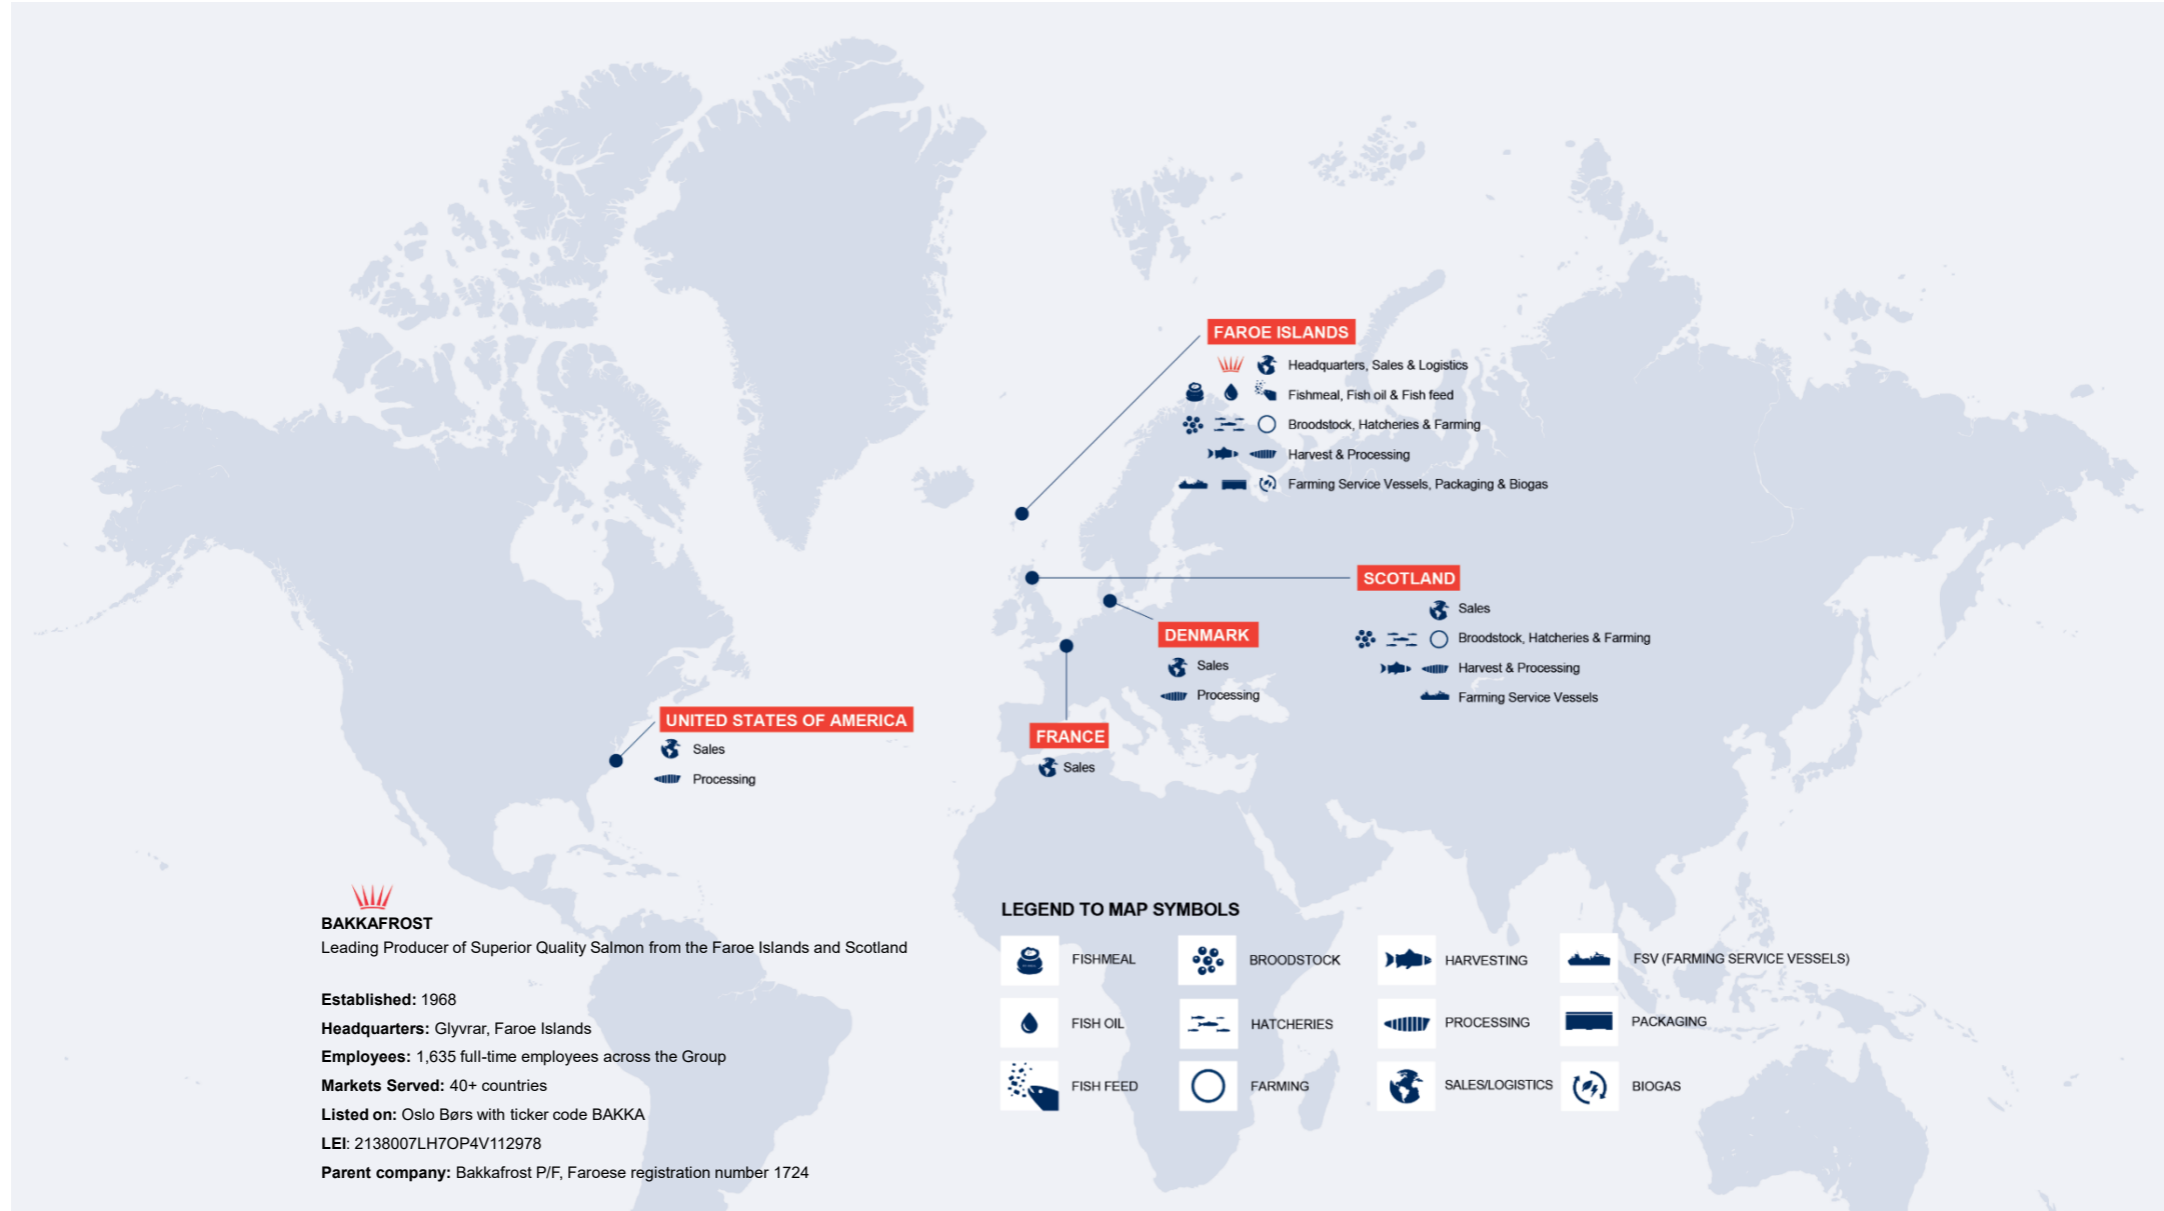 FAROE ISLANDS
Headquarters, Sales & Logistics
Fishmeal, Fish oil & Fish feed
Broodstock, Hatcheries & Farming
Harvest & Processing
Farming Service Vessels, Packaging & Biogas
SCOTLAND
Sales
Broodstock, Hatcheries & Farming
Harvest & Processing
Farming Service Vessels
DENMARK
Sales
Processing
FRANCE
Sales
UNITED STATES OF AMERICA
Sales
Processing
BAKKAFROST
Leading Producer of Superior Quality Salmon from the Faroe Islands and Scotland
Established: 1968
Headquarters: Glyvrar, Faroe Islands
Employees: 1,635 full-time employees across the Group
Markets Served: 40+ countries
Listed on: Oslo Børs with ticker code BAKKA
LEI: 2138007LH7OP4V112978
Parent company: Bakkafrost P/F, Faroese registration number 1724
LEGEND TO MAP SYMBOLS
FISHMEAL
BROODSTOCK
HARVESTING
FSV (FARMING SERVICE VESSELS)
FISH OIL
HATCHERIES
PROCESSING
PACKAGING
FISH FEED
FARMING
SALES/LOGISTICS
BIOGAS